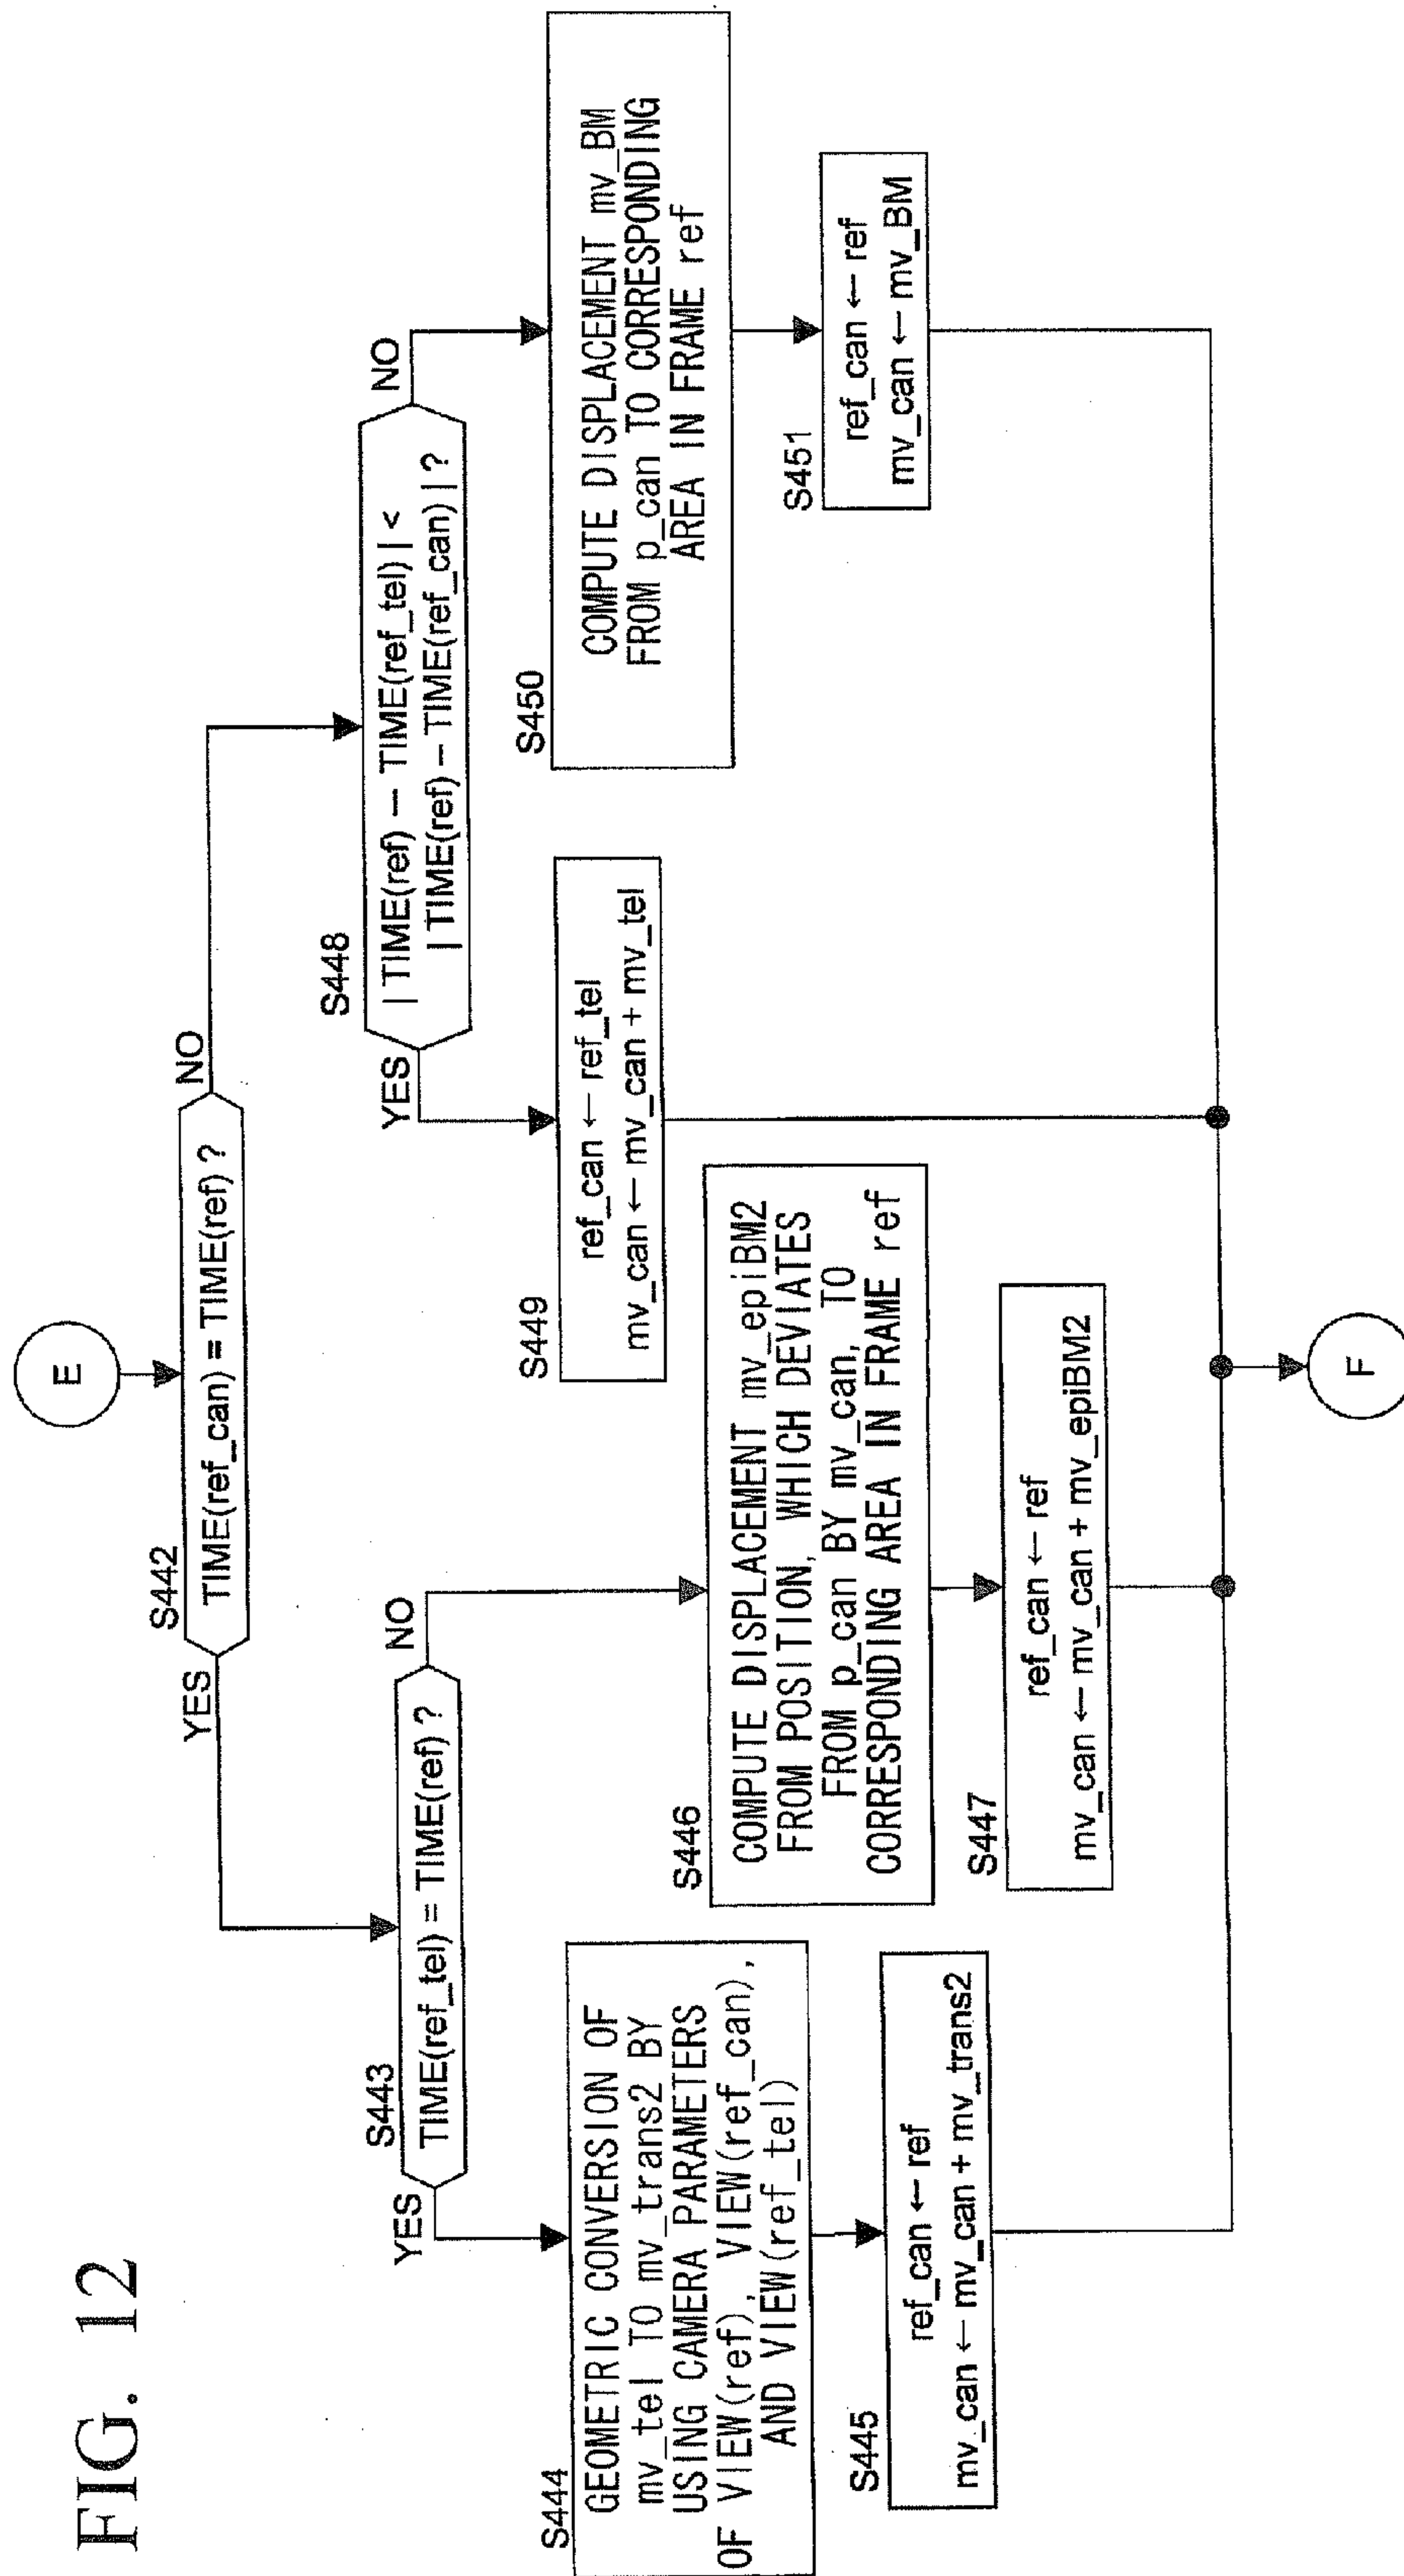 FIG. 12
E
S442
TIME(ref_can) = TIME(ref) ?
YES
NO
S443
TIME(ref_tel) = TIME(ref) ?
YES
NO
S444
GEOMETRIC CONVERSION OF
mv_tel TO mv_trans2 BY
USING CAMERA PARAMETERS
OF VIEW(ref), VIEW(ref_can),
AND VIEW(ref_tel)
S445
ref_can ← ref
mv_can ← mv_can + mv_trans2
S446
COMPUTE DISPLACEMENT mv_epiBM2
FROM POSITION, WHICH DEVIATES
FROM p_can BY mv_can, TO
CORRESPONDING AREA IN FRAME ref
S447
ref_can ← ref
mv_can ← mv_can + mv_epiBM2
S448
| TIME(ref) – TIME(ref_tel) | <
| TIME(ref) – TIME(ref_can) | ?
YES
NO
S449
ref_can ← ref_tel
mv_can ← mv_can + mv_tel
S450
COMPUTE DISPLACEMENT mv_BM
FROM p_can TO CORRESPONDING
AREA IN FRAME ref
S451
ref_can ← ref
mv_can ← mv_BM
F